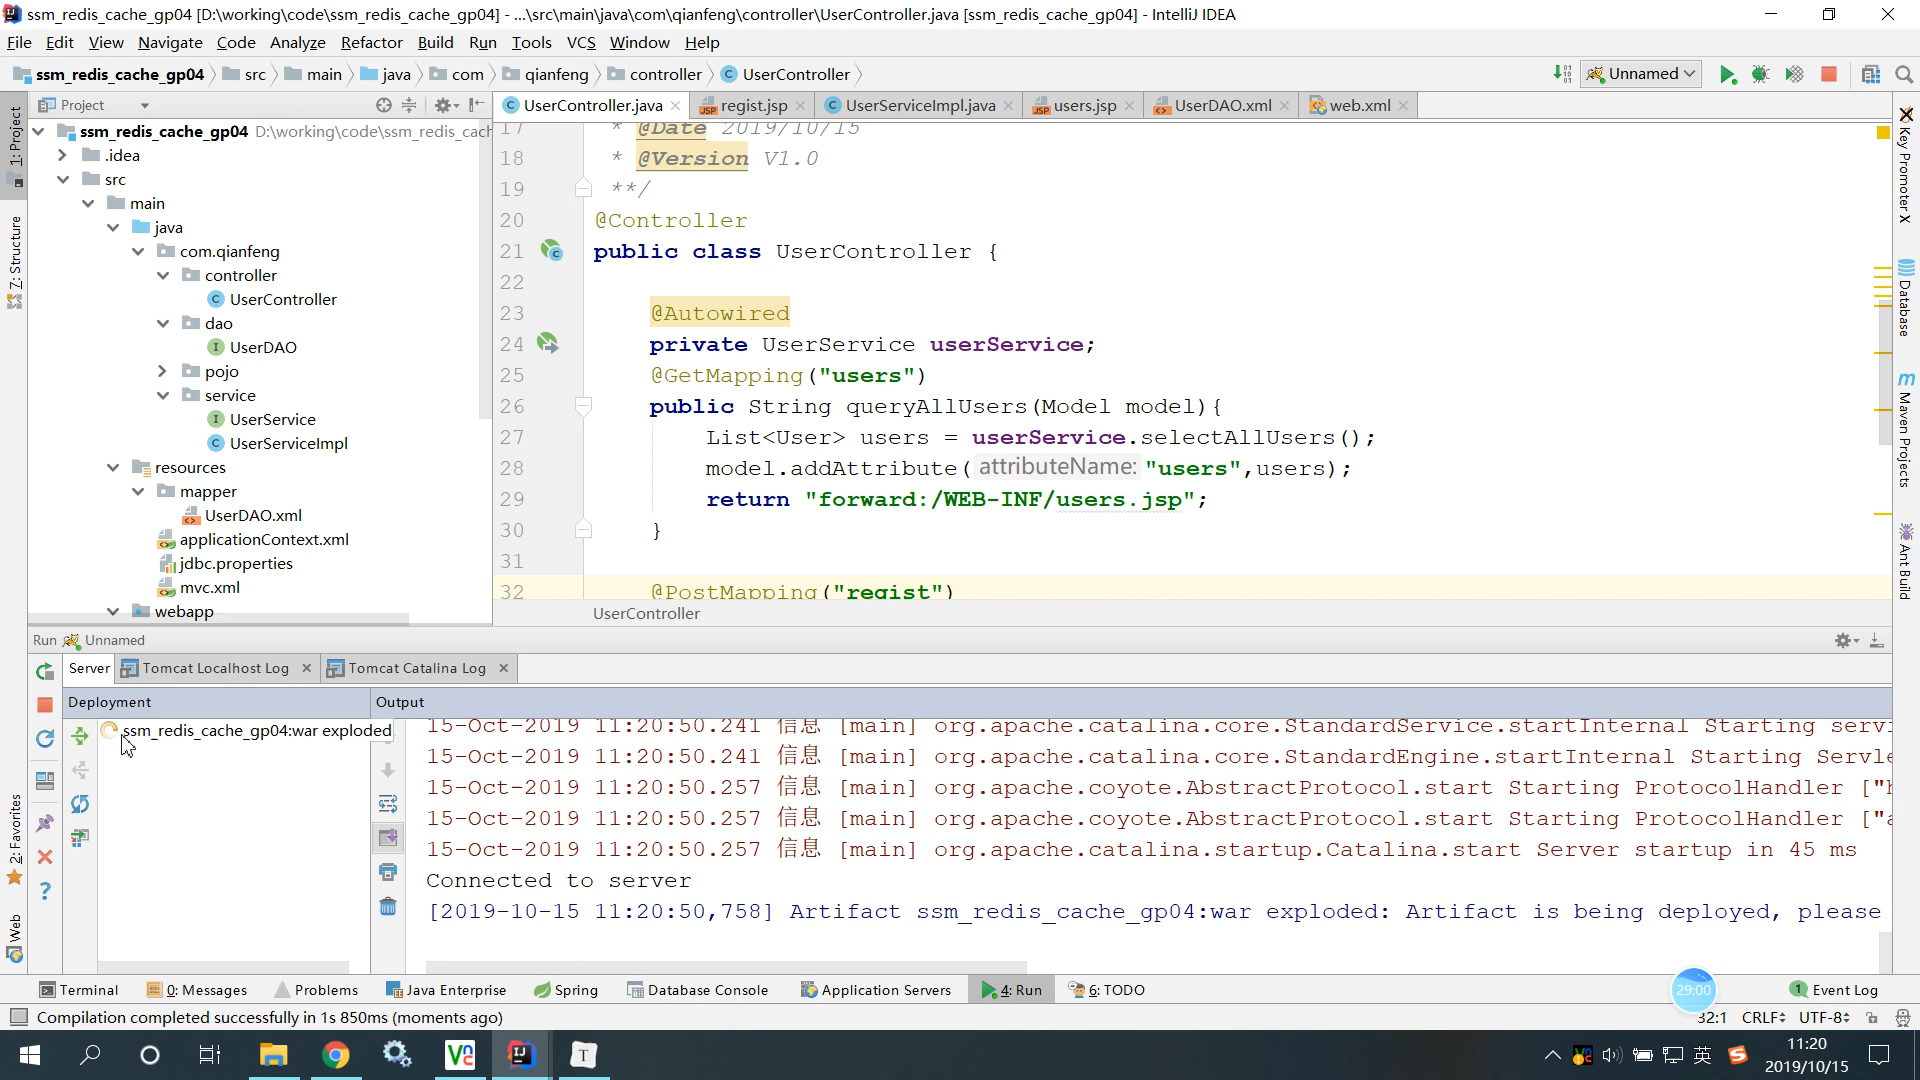 ssm_redis_cache_gp04 [D:\working\code\ssm_redis_cache_gp04] - ...\src\main\java\com\qianfeng\controller\UserController.java [ssm_redis_cache_gp04] - IntelliJ IDEA
File Edit View Navigate Code Analyze Refactor Build Run Tools VCS Window Help
ssm_redis_cache_gp04 src main java com qianfeng controller UserController
Unnamed
Project
UserController.java regist.jsp UserServiceImpl.java users.jsp UserDAO.xml web.xml
1: Project
7: Structure
2: Favorites
Web
ssm_redis_cache_gp04 D:\working\code\ssm_redis_cach
.idea
src
main
java
com.qianfeng
controller
UserController
dao
UserDAO
pojo
service
UserService
UserServiceImpl
resources
mapper
UserDAO.xml
applicationContext.xml
jdbc.properties
mvc.xml
webapp
17 * @Date 2019/10/15
18 * @Version V1.0
19 **/
20 @Controller
21 public class UserController {
22
23 @Autowired
24 private UserService userService;
25 @GetMapping("users")
26 public String queryAllUsers(Model model){
27 List<User> users = userService.selectAllUsers();
28 model.addAttribute( attributeName: "users",users);
29 return "forward:/WEB-INF/users.jsp";
30 }
31
32 @PostMapping("regist")
UserController
Key Promoter X
Database
Maven Projects
Ant Build
Run Unnamed
Server Tomcat Localhost Log Tomcat Catalina Log
Deployment Output
ssm_redis_cache_gp04:war exploded
15-Oct-2019 11:20:50.241 信息 [main] org.apache.catalina.core.StandardService.startInternal Starting servi
15-Oct-2019 11:20:50.241 信息 [main] org.apache.catalina.core.StandardEngine.startInternal Starting Servle
15-Oct-2019 11:20:50.257 信息 [main] org.apache.coyote.AbstractProtocol.start Starting ProtocolHandler ["h
15-Oct-2019 11:20:50.257 信息 [main] org.apache.coyote.AbstractProtocol.start Starting ProtocolHandler ["a
15-Oct-2019 11:20:50.257 信息 [main] org.apache.catalina.startup.Catalina.start Server startup in 45 ms
Connected to server
[2019-10-15 11:20:50,758] Artifact ssm_redis_cache_gp04:war exploded: Artifact is being deployed, please
Terminal 0: Messages Problems Java Enterprise Spring Database Console Application Servers 4: Run 6: TODO 29:00 1 Event Log
Compilation completed successfully in 1s 850ms (moments ago) 32:1 CRLF UTF-8
英
11:20
2019/10/15